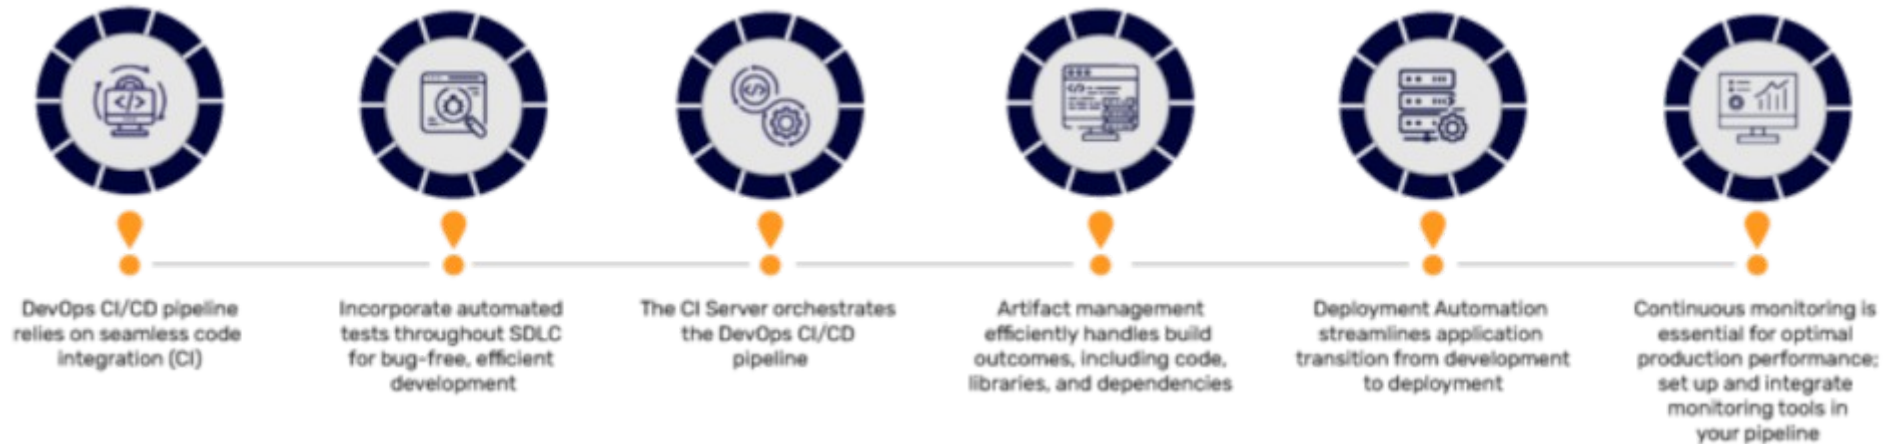 DevOps CI/CD pipeline
relies on seamless code
integration (CI)
Incorporate automated
tests throughout SDLC
for bug-free, efficient
development
The CI Server orchestrates
the DevOps CI/CD
pipeline
Artifact management
efficiently handles build
outcomes, including code,
libraries, and dependencies
Deployment Automation
streamlines application
transition from development
to deployment
Continuous monitoring is
essential for optimal
production performance;
set up and integrate
monitoring tools in
your pipeline